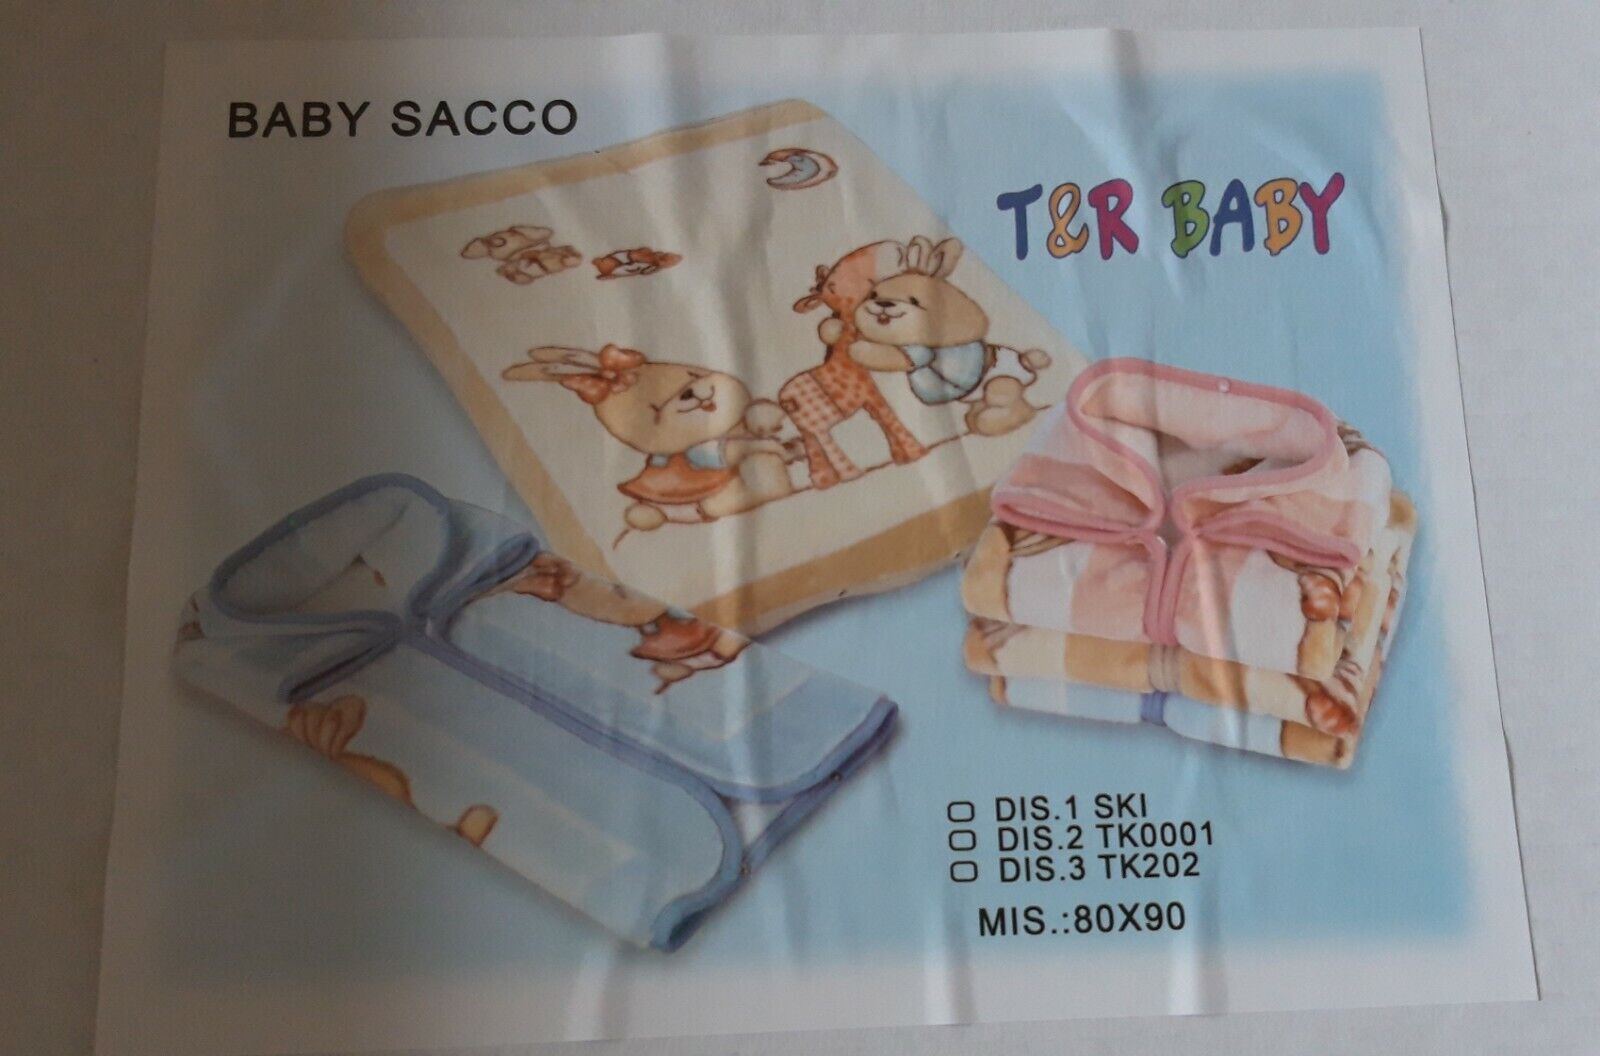 BABY SACCO
T&R BABY
DIS.1 SKI
DIS.2 TK0001
DIS.3 TK202
MIS.:80X90